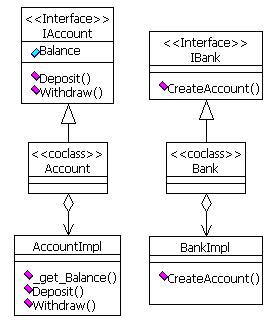 <<Interface>>
IAccount
Balance
Deposit()
Withdraw()
<<coclass>>
Account
AccountImpl
_get_Balance()
Deposit()
Withdraw()
<<Interface>>
IBank
CreateAccount()
<<coclass>>
Bank
BankImpl
CreateAccount()